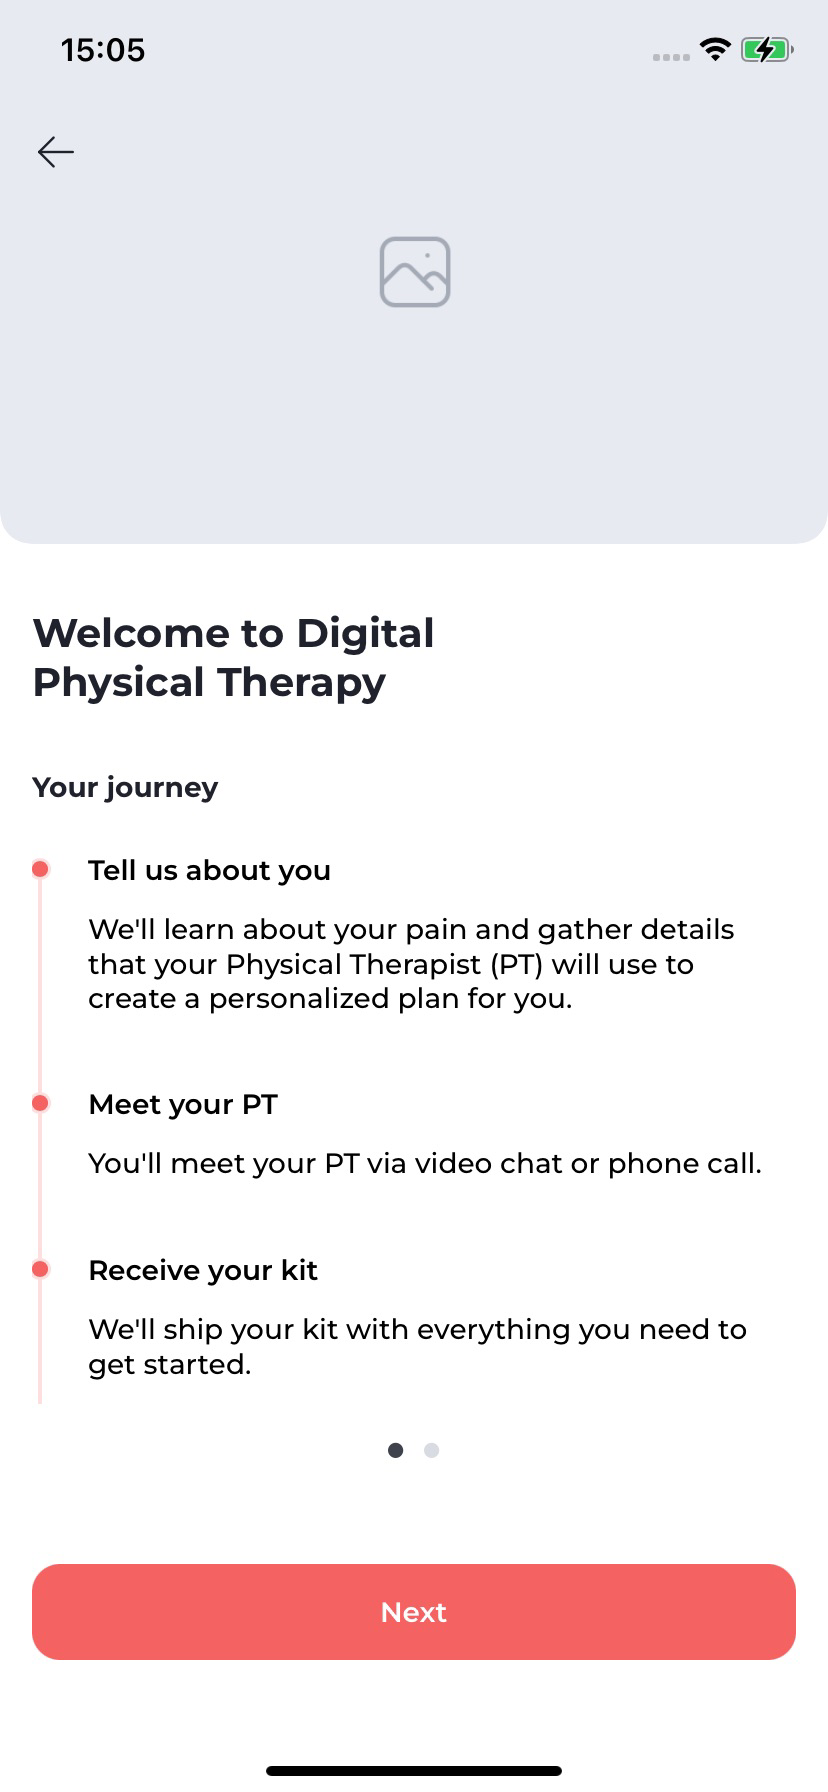 15:05
Welcome to Digital
Physical Therapy
Your journey
Tell us about you
We'll learn about your pain and gather details
that your Physical Therapist (PT) will use to
create a personalized plan for you.
Meet your PT
You'll meet your PT via video chat or phone call.
Receive your kit
We'll ship your kit with everything you need to
get started.
Next